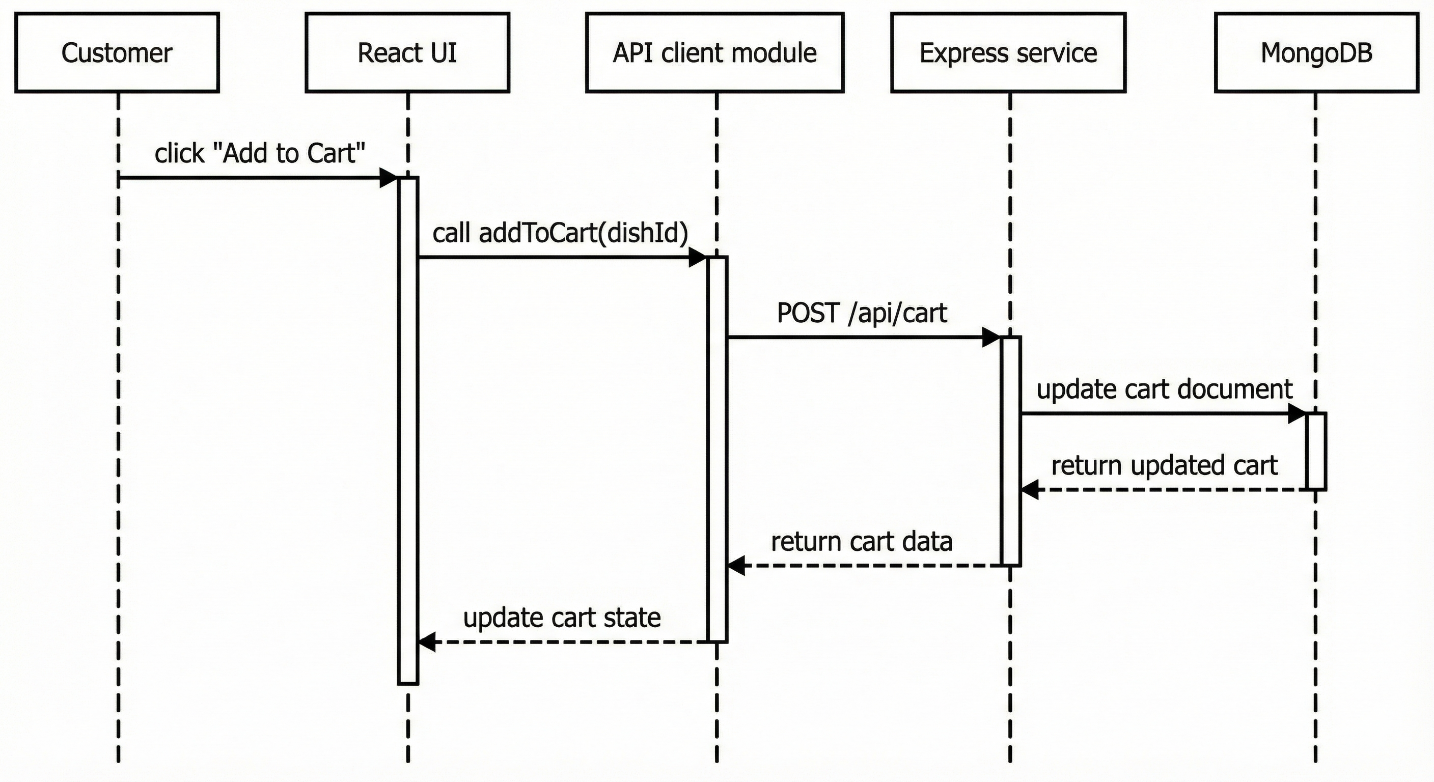 Customer
React UI
API client module
Express service
MongoDB
click "Add to Cart"
call addToCart(dishId)
POST /api/cart
update cart document
return updated cart
return cart data
update cart state